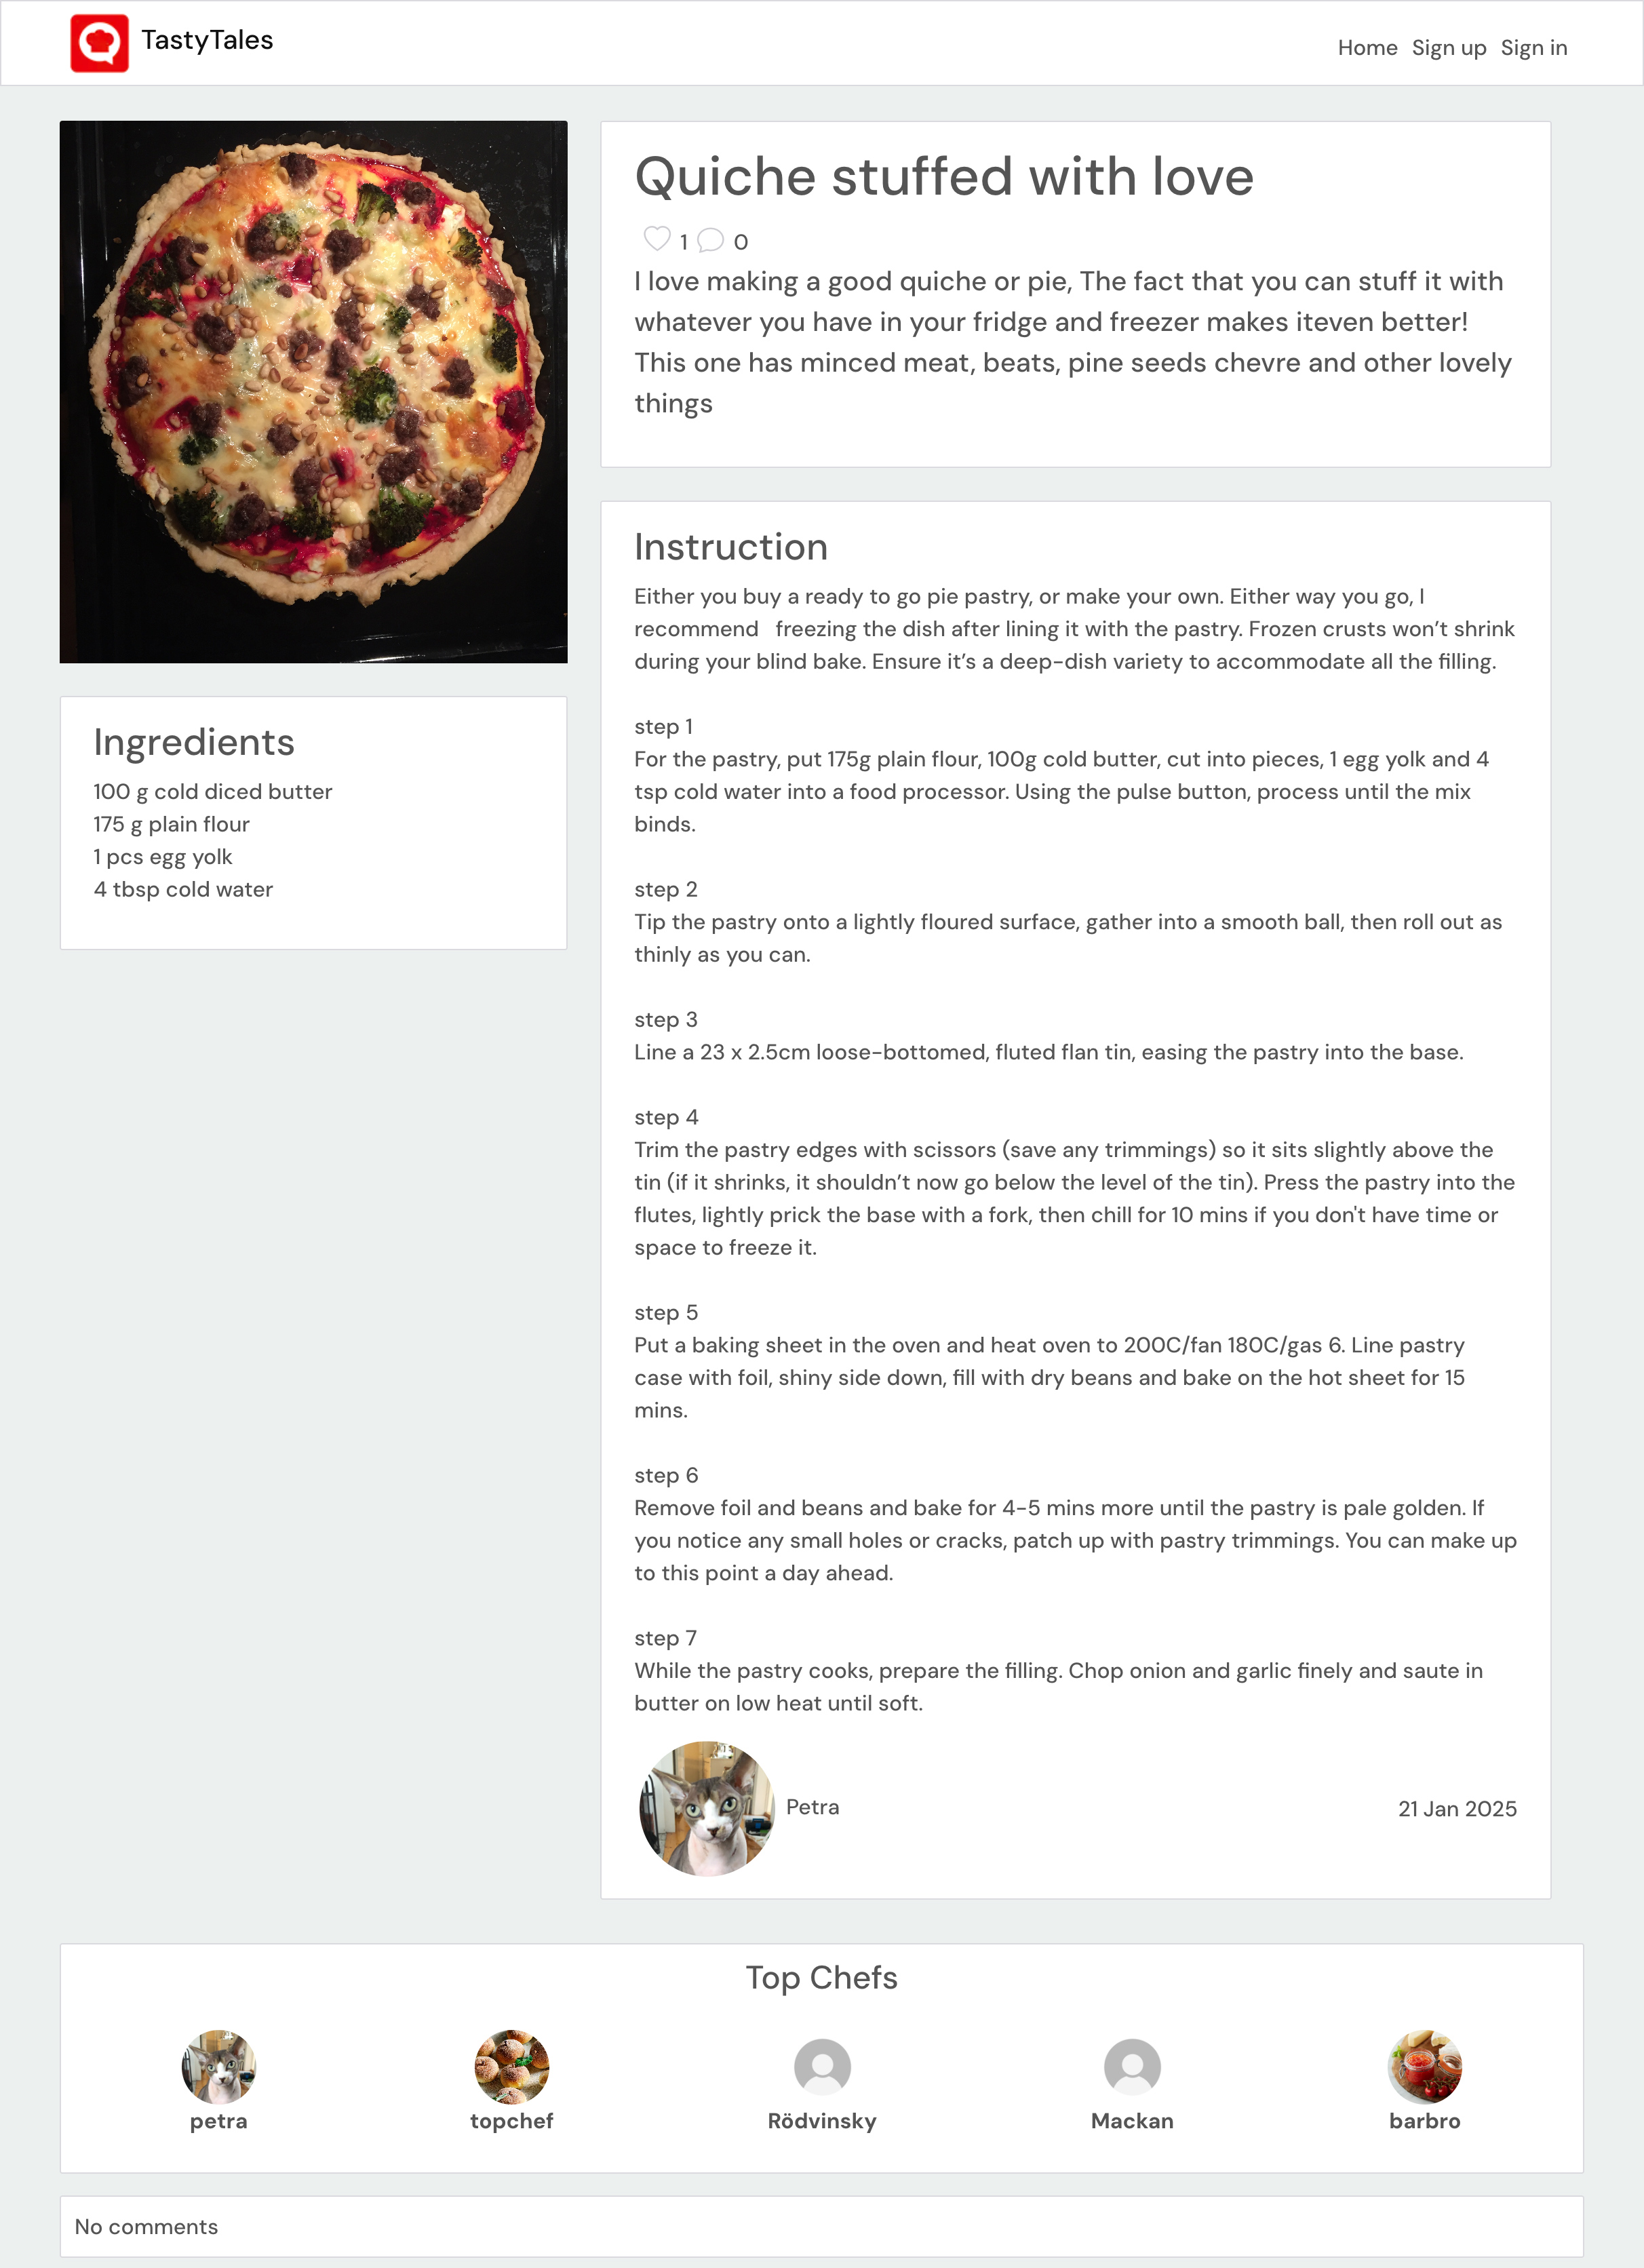 TastyTales
Home Sign up Sign in
Quiche stuffed with love
1 0
I love making a good quiche or pie, The fact that you can stuff it with
whatever you have in your fridge and freezer makes iteven better!
This one has minced meat, beats, pine seeds chevre and other lovely
things
Ingredients
100 g cold diced butter
175 g plain flour
1 pcs egg yolk
4 tbsp cold water
Instruction
Either you buy a ready to go pie pastry, or make your own. Either way you go, I
recommend freezing the dish after lining it with the pastry. Frozen crusts won’t shrink
during your blind bake. Ensure it’s a deep-dish variety to accommodate all the filling.
step 1
For the pastry, put 175g plain flour, 100g cold butter, cut into pieces, 1 egg yolk and 4
tsp cold water into a food processor. Using the pulse button, process until the mix
binds.
step 2
Tip the pastry onto a lightly floured surface, gather into a smooth ball, then roll out as
thinly as you can.
step 3
Line a 23 x 2.5cm loose-bottomed, fluted flan tin, easing the pastry into the base.
step 4
Trim the pastry edges with scissors (save any trimmings) so it sits slightly above the
tin (if it shrinks, it shouldn’t now go below the level of the tin). Press the pastry into the
flutes, lightly prick the base with a fork, then chill for 10 mins if you don't have time or
space to freeze it.
step 5
Put a baking sheet in the oven and heat oven to 200C/fan 180C/gas 6. Line pastry
case with foil, shiny side down, fill with dry beans and bake on the hot sheet for 15
mins.
step 6
Remove foil and beans and bake for 4-5 mins more until the pastry is pale golden. If
you notice any small holes or cracks, patch up with pastry trimmings. You can make up
to this point a day ahead.
step 7
While the pastry cooks, prepare the filling. Chop onion and garlic finely and saute in
butter on low heat until soft.
Petra 21 Jan 2025
Top Chefs
petra topchef Rödvinsky Mackan barbro
No comments